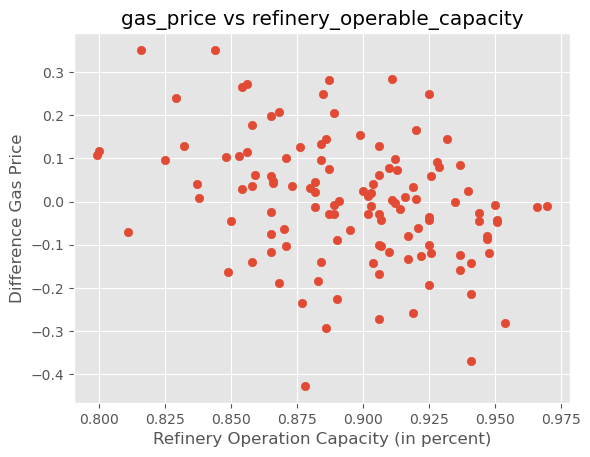 gas_price vs refinery_operable_capacity
Difference Gas Price
0.3
0.2
0.1
0.0
−0.1
−0.2
−0.3
−0.4
0.800 0.825 0.850 0.875 0.900 0.925 0.950 0.975
Refinery Operation Capacity (in percent)